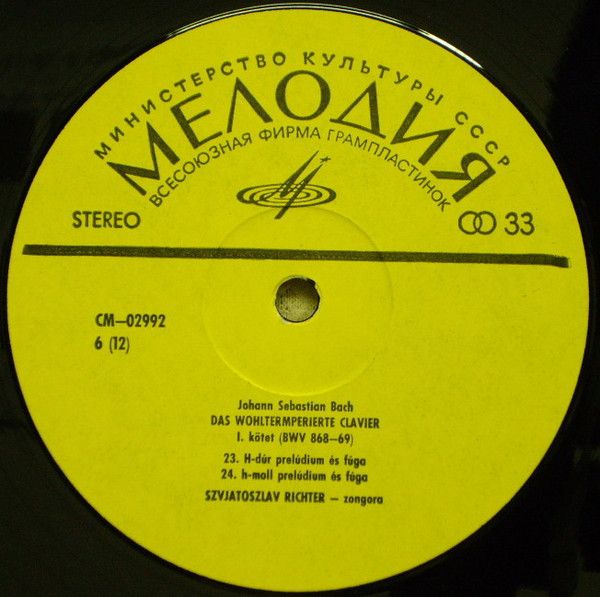 МИНИСТЕРСТВО КУЛЬТУРЫ СССР
МЕЛОДИЯ
ВСЕСОЮЗНАЯ ФИРМА ГРАМПЛАСТИНОК
STEREO
33
СМ—02992
6 (12)
Johann Sebastian Bach
DAS WOHLTERMPERIERTE CLAVIER
I. kötet (BWV 868—69)
23. H-dúr prelúdium és fúga
24. h-moll prelúdium és fúga
SZVJATOSZLAV RICHTER — zongora